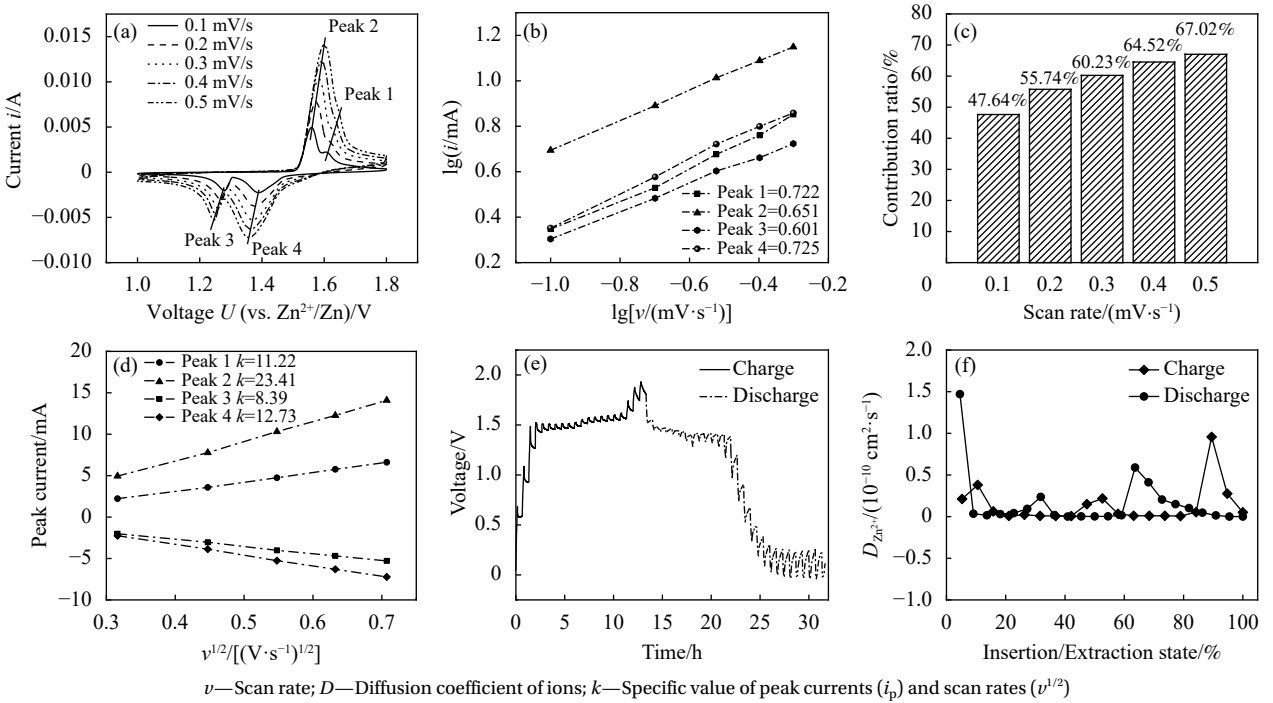 (a)
0.1 mV/s
0.2 mV/s
0.3 mV/s
0.4 mV/s
0.5 mV/s
Peak 2
Peak 1
Peak 3
Peak 4
0.015
0.010
0.005
0
−0.005
−0.010
Current i/A
1.0 1.2 1.4 1.6 1.8
Voltage U (vs. Zn²⁺/Zn)/V
(b)
1.2
1.0
0.8
0.6
0.4
0.2
lg(i/mA)
Peak 1=0.722
Peak 2=0.651
Peak 3=0.601
Peak 4=0.725
−1.0 −0.8 −0.6 −0.4 −0.2
lg[v/(mV·s⁻¹)]
(c)
80
70
60
50
40
30
20
10
0
Contribution ratio/%
47.64%
55.74%
60.23%
64.52%
67.02%
0.1 0.2 0.3 0.4 0.5
Scan rate/(mV·s⁻¹)
(d)
Peak 1 k=11.22
Peak 2 k=23.41
Peak 3 k=8.39
Peak 4 k=12.73
20
15
10
5
0
−5
−10
Peak current/mA
0.3 0.4 0.5 0.6 0.7
v¹ᐟ²/[(V·s⁻¹)¹ᐟ²]
(e)
Charge
Discharge
2.0
1.5
1.0
0.5
0
Voltage/V
0 5 10 15 20 25 30
Time/h
(f)
Charge
Discharge
2.0
1.5
1.0
0.5
0
−0.5
−1.0
D_Zn²⁺/(10⁻¹⁰ cm²·s⁻¹)
0 20 40 60 80 100
Insertion/Extraction state/%
v—Scan rate; D—Diffusion coefficient of ions; k—Specific value of peak currents (iₚ) and scan rates (v¹ᐟ²)